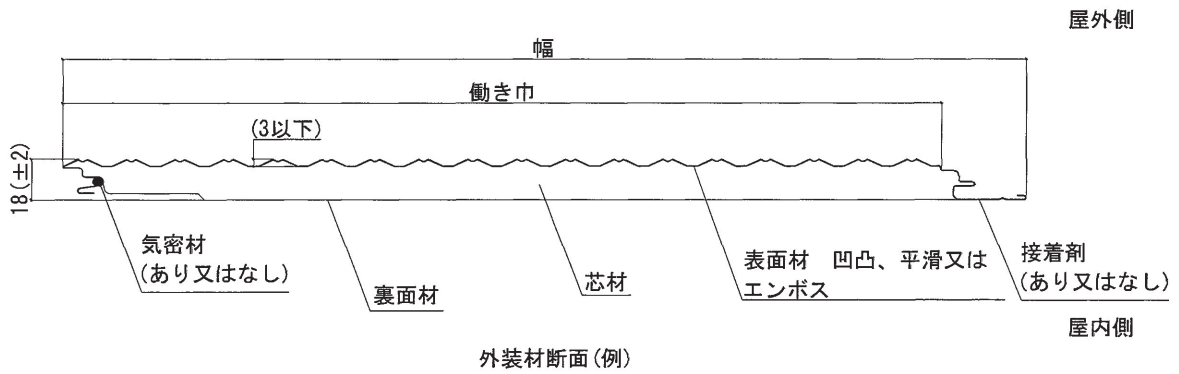 屋外側
幅
働き巾
(3以下)
18(±2)
気密材
(あり又はなし)
裏面材
芯材
表面材 凹凸、平滑又は
エンボス
接着剤
(あり又はなし)
屋内側
外装材断面(例)